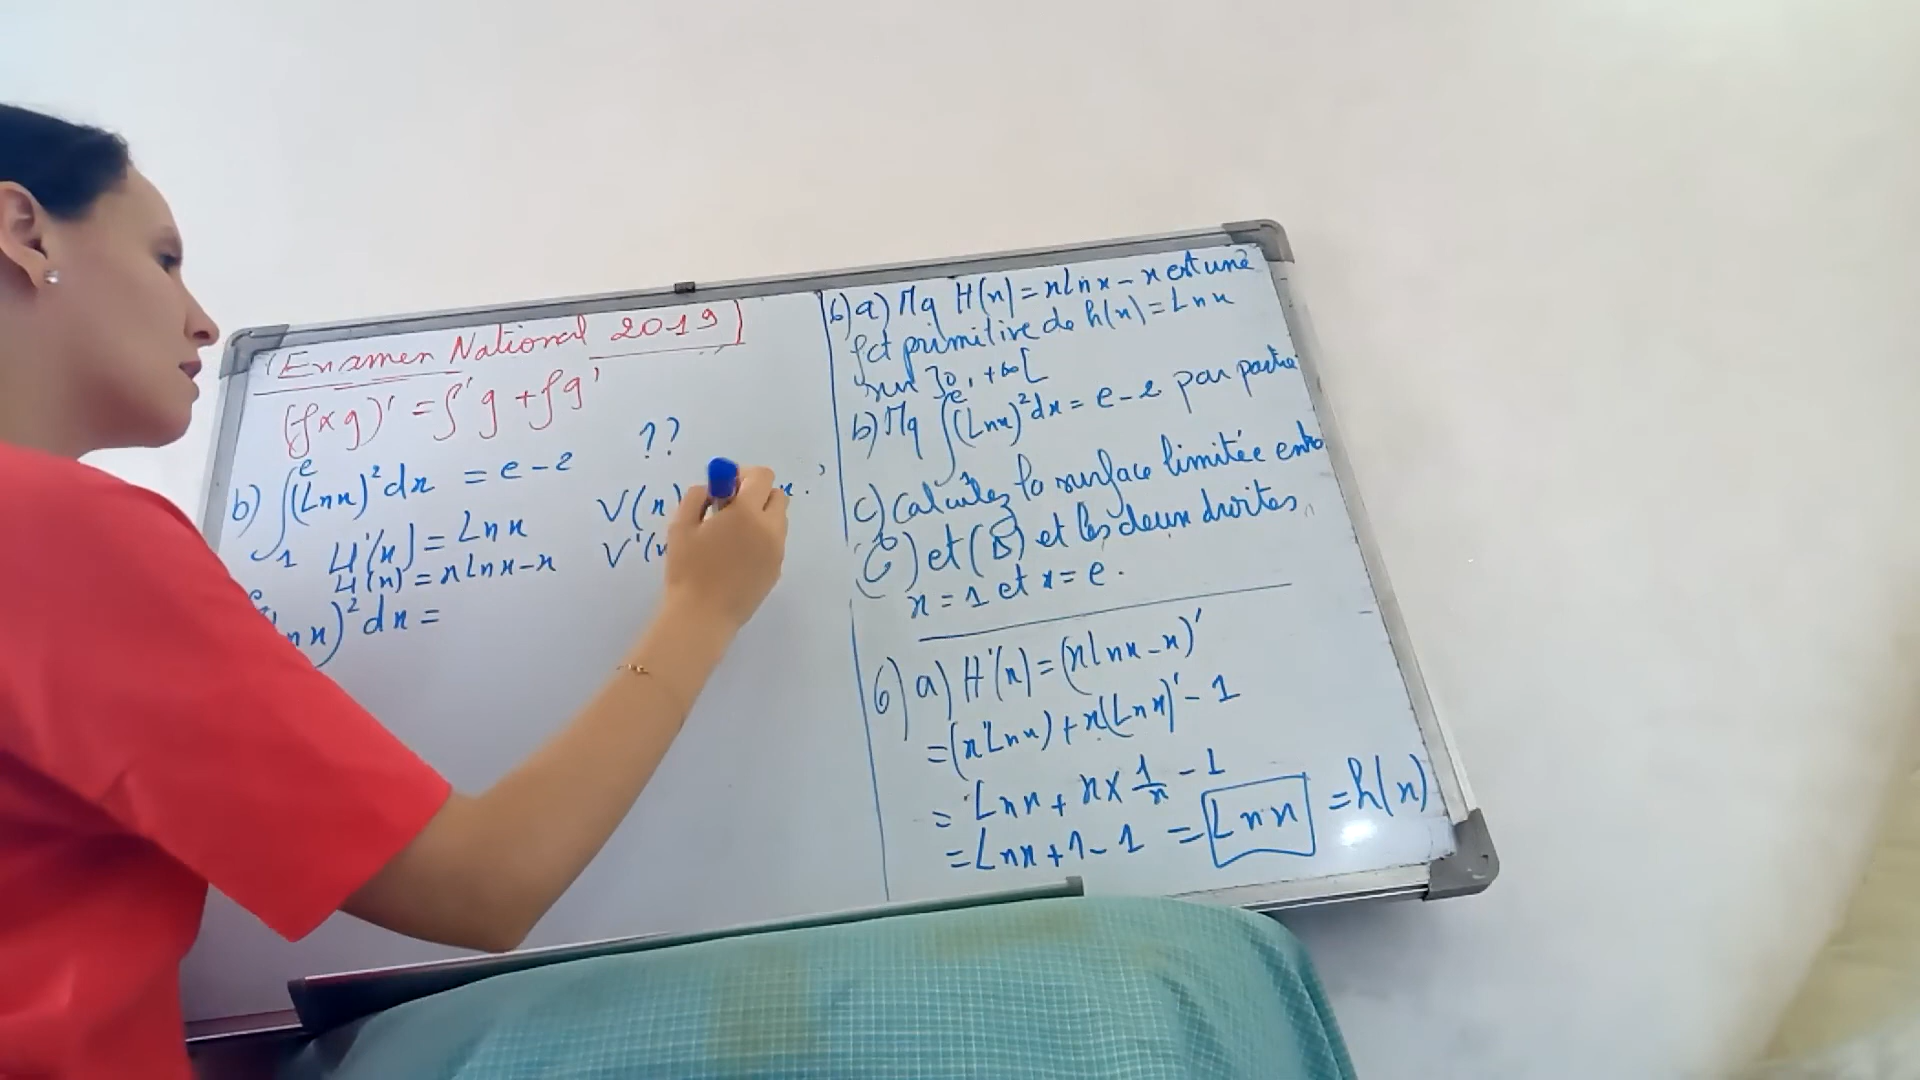 (Examen National 2019)
(f×g)' = f'g + fg'
b) ∫₁ᵉ (Lnx)² dx = e-2 ??
U'(x) = Lnx V(x)
U(x) = xLnx-x V'(
nx)² dx =
6) a) Mq H(x) = xLnx - x est une
fct primitive de h(x) = Lnx
sur ]0, +∞[
b) Mq ∫₁ᵉ (Lnx)² dx = e-2 par partie
c) Calculez la surface limitée entre
(C) et (Δ) et les deux droites
x = 1 et x = e.
6) a) H'(x) = (xLnx - x)'
= (x'Lnx) + x(Lnx)' - 1
= Lnx + x × 1/x - 1
= Lnx + 1 - 1 = Lnx = h(x)